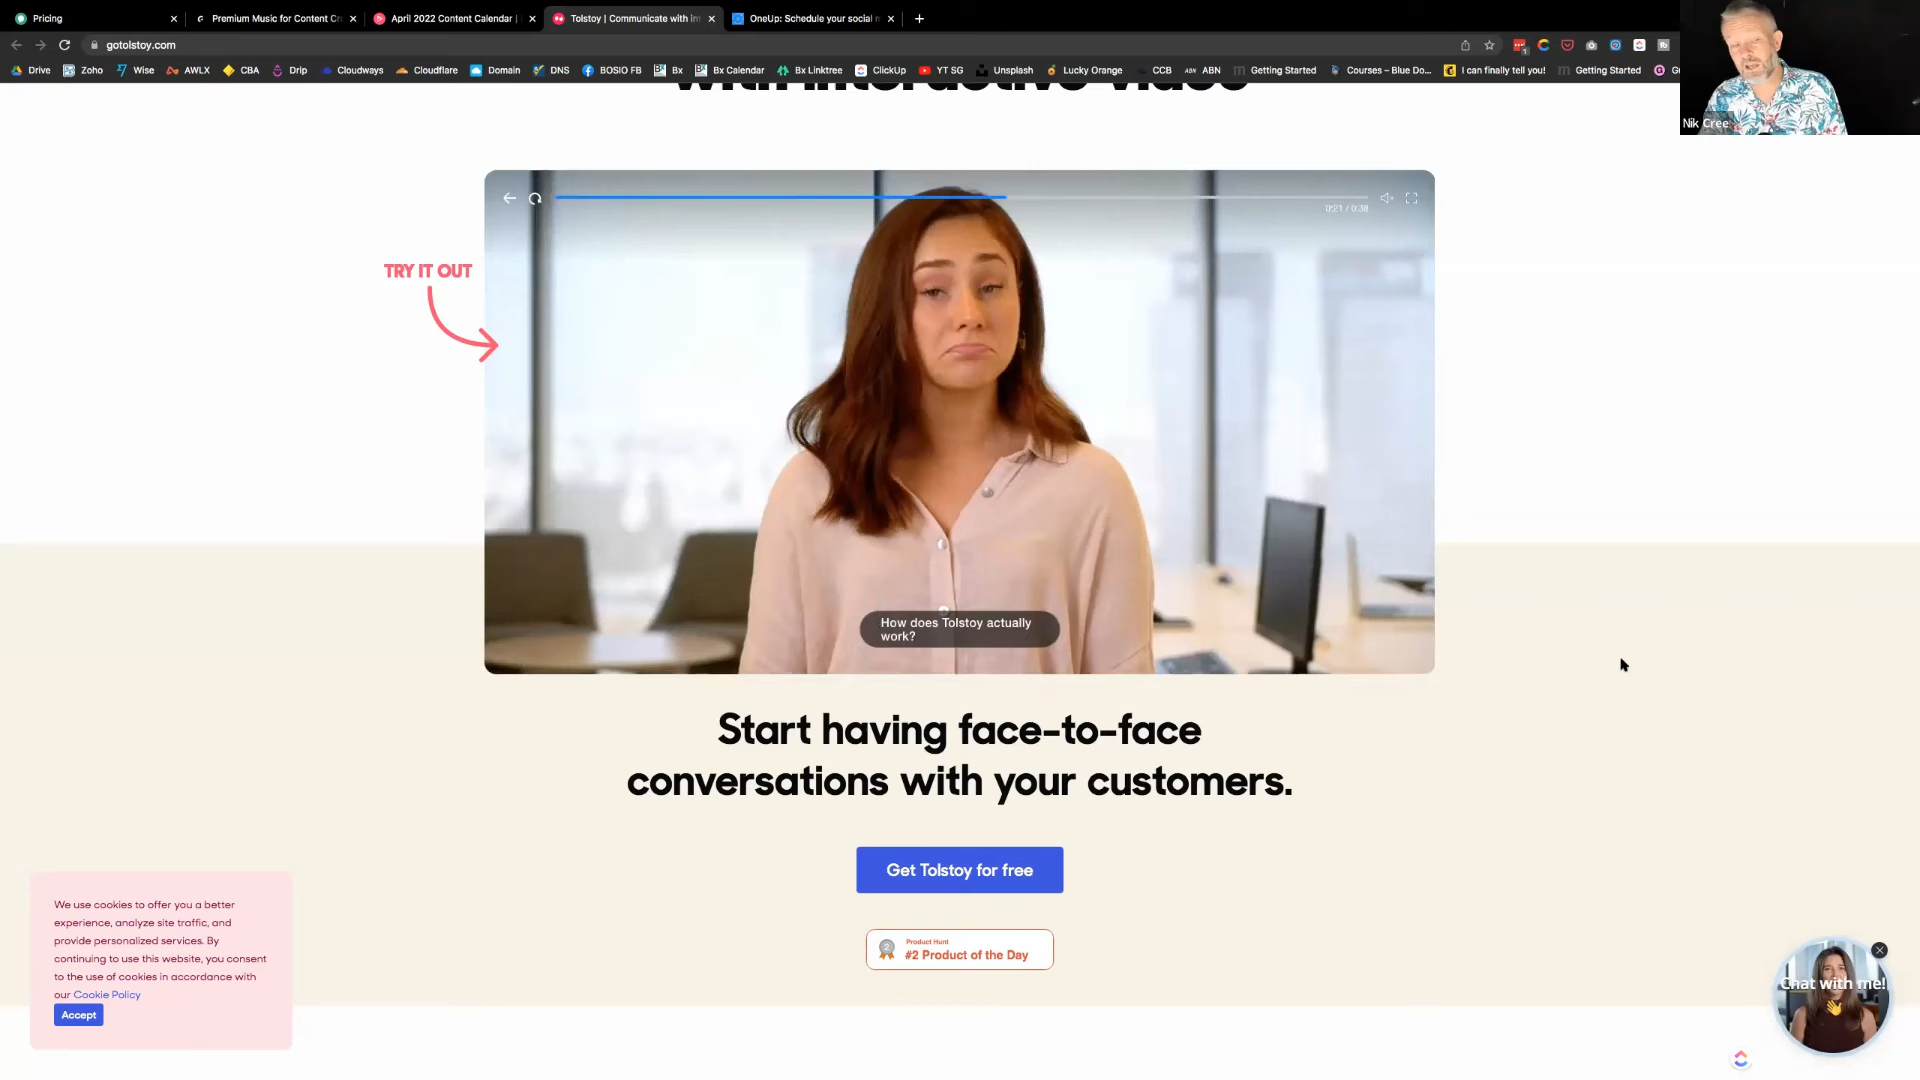 Pricing
Premium Music for Content Cr
April 2022 Content Calendar |
Tolstoy | Communicate with int
OneUp: Schedule your social m
gotolstoy.com
Drive Zoho Wise AWLX CBA Drip Cloudways Cloudflare Domain DNS BOSIO FB Bx Bx Calendar Bx Linktree ClickUp YT SG Unsplash Lucky Orange CCB ABN ABN Getting Started Courses – Blue Do... I can finally tell you! Getting Started
Nik Cree
with interactive video
0:21 / 0:38
TRY IT OUT
How does Tolstoy actually
work?
Start having face-to-face
conversations with your customers.
Get Tolstoy for free
2
Product Hunt
#2 Product of the Day
We use cookies to offer you a better
experience, analyze site traffic, and
provide personalized services. By
continuing to use this website, you consent
to the use of cookies in accordance with
our Cookie Policy
Accept
Chat with me!